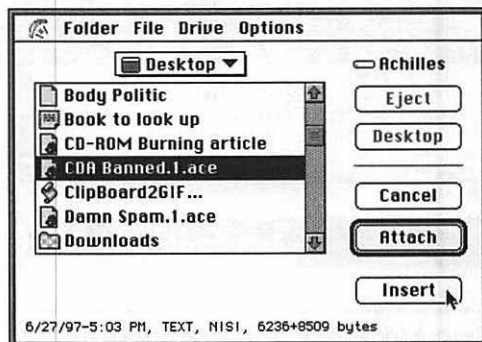 Folder File Drive Options
Desktop
Achilles
Body Politic
Book to look up
CD-ROM Burning article
CDA Banned.1.ace
ClipBoard2GIF...
Damn Spam.1.ace
Downloads
Eject
Desktop
Cancel
Attach
Insert
6/27/97-5:03 PM, TEXT, NISI, 6236+8509 bytes